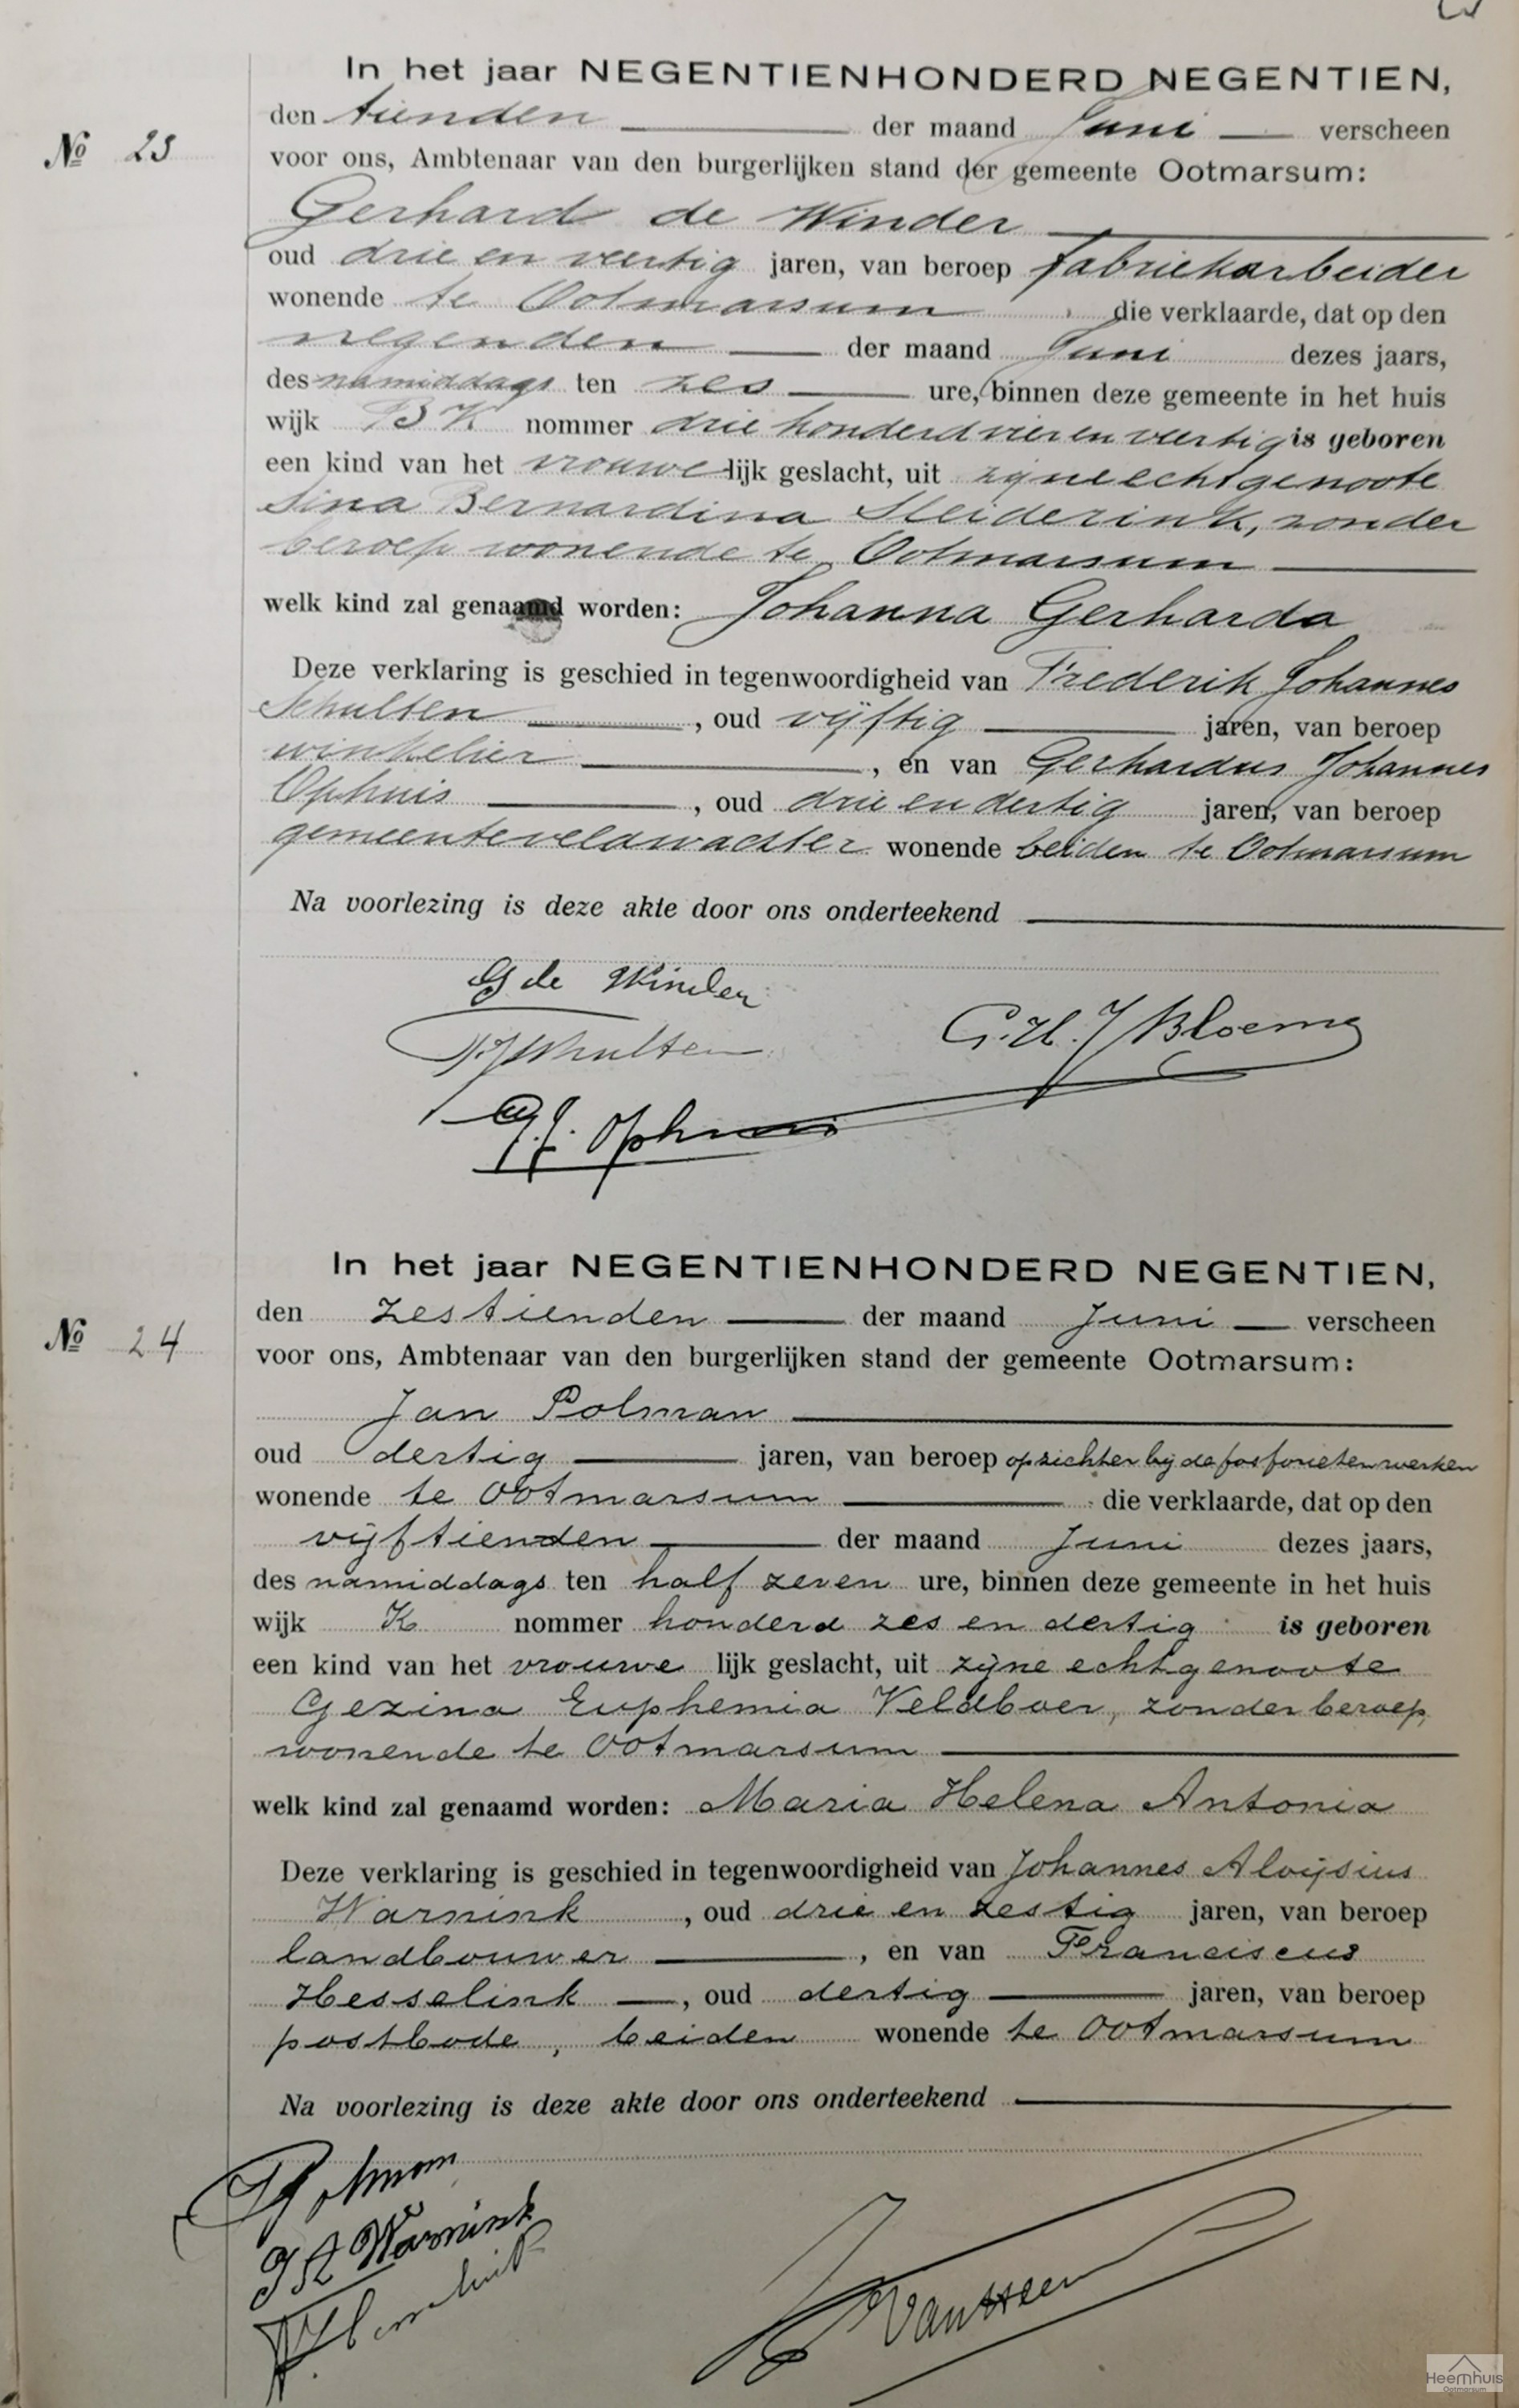 In het jaar NEGENTIENHONDERD NEGENTIEN,
den tienden der maand Juni verscheen
№ 23
voor ons, Ambtenaar van den burgerlijken stand der gemeente Ootmarsum:
Gerhard de Winder
oud drie en veertig jaren, van beroep fabriekarbeider
wonende te Ootmarsum die verklaarde, dat op den
negenden der maand Juni dezes jaars,
des namiddags ten zes ure, binnen deze gemeente in het huis
wijk BK nommer drie honderd vier en veertig is geboren
een kind van het vrouwelijk geslacht, uit zijne echtgenoote
Sina Bernardina Sleiderink, zonder
beroep wonende te Ootmarsum
welk kind zal genaamd worden: Johanna Gerharda
Deze verklaring is geschied in tegenwoordigheid van Frederik Johannes
Schulten, oud vijftig jaren, van beroep
winkelier, en van Gerhardus Johannes
Ophuis, oud drie en dertig jaren, van beroep
gemeenteveldwachter wonende beiden te Ootmarsum
Na voorlezing is deze akte door ons onderteekend
G de Winder
G.H.J Bloeme
FJ Schulten
G.J. Ophuis
In het jaar NEGENTIENHONDERD NEGENTIEN,
den zestienden der maand Juni verscheen
№ 24
voor ons, Ambtenaar van den burgerlijken stand der gemeente Ootmarsum:
Jan Polman
oud dertig jaren, van beroep opzichter bij de fosforietenwerken
wonende te Ootmarsum die verklaarde, dat op den
vijftienden der maand Juni dezes jaars,
des namiddags ten half zeven ure, binnen deze gemeente in het huis
wijk K nommer honderd zes en dertig is geboren
een kind van het vrouwe lijk geslacht, uit zijne echtgenoote
Gezina Euphemia Veldboer, zonder beroep,
wonende te Ootmarsum
welk kind zal genaamd worden: Maria Helena Antonia
Deze verklaring is geschied in tegenwoordigheid van Johannes Aloijsius
Warnink, oud drie en zestig jaren, van beroep
landbouwer, en van Franciscus
Hesselink, oud dertig jaren, van beroep
postbode, beiden wonende te Ootmarsum
Na voorlezing is deze akte door ons onderteekend
J Polman
J A Warnink
Heemhuis
Ootmarsum